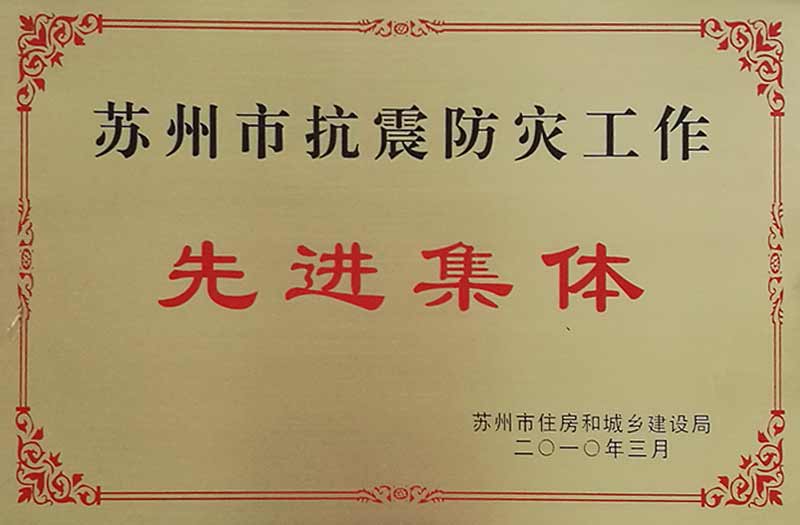 苏州市抗震防灾工作
先进集体
苏州市住房和城乡建设局
二〇一〇年三月